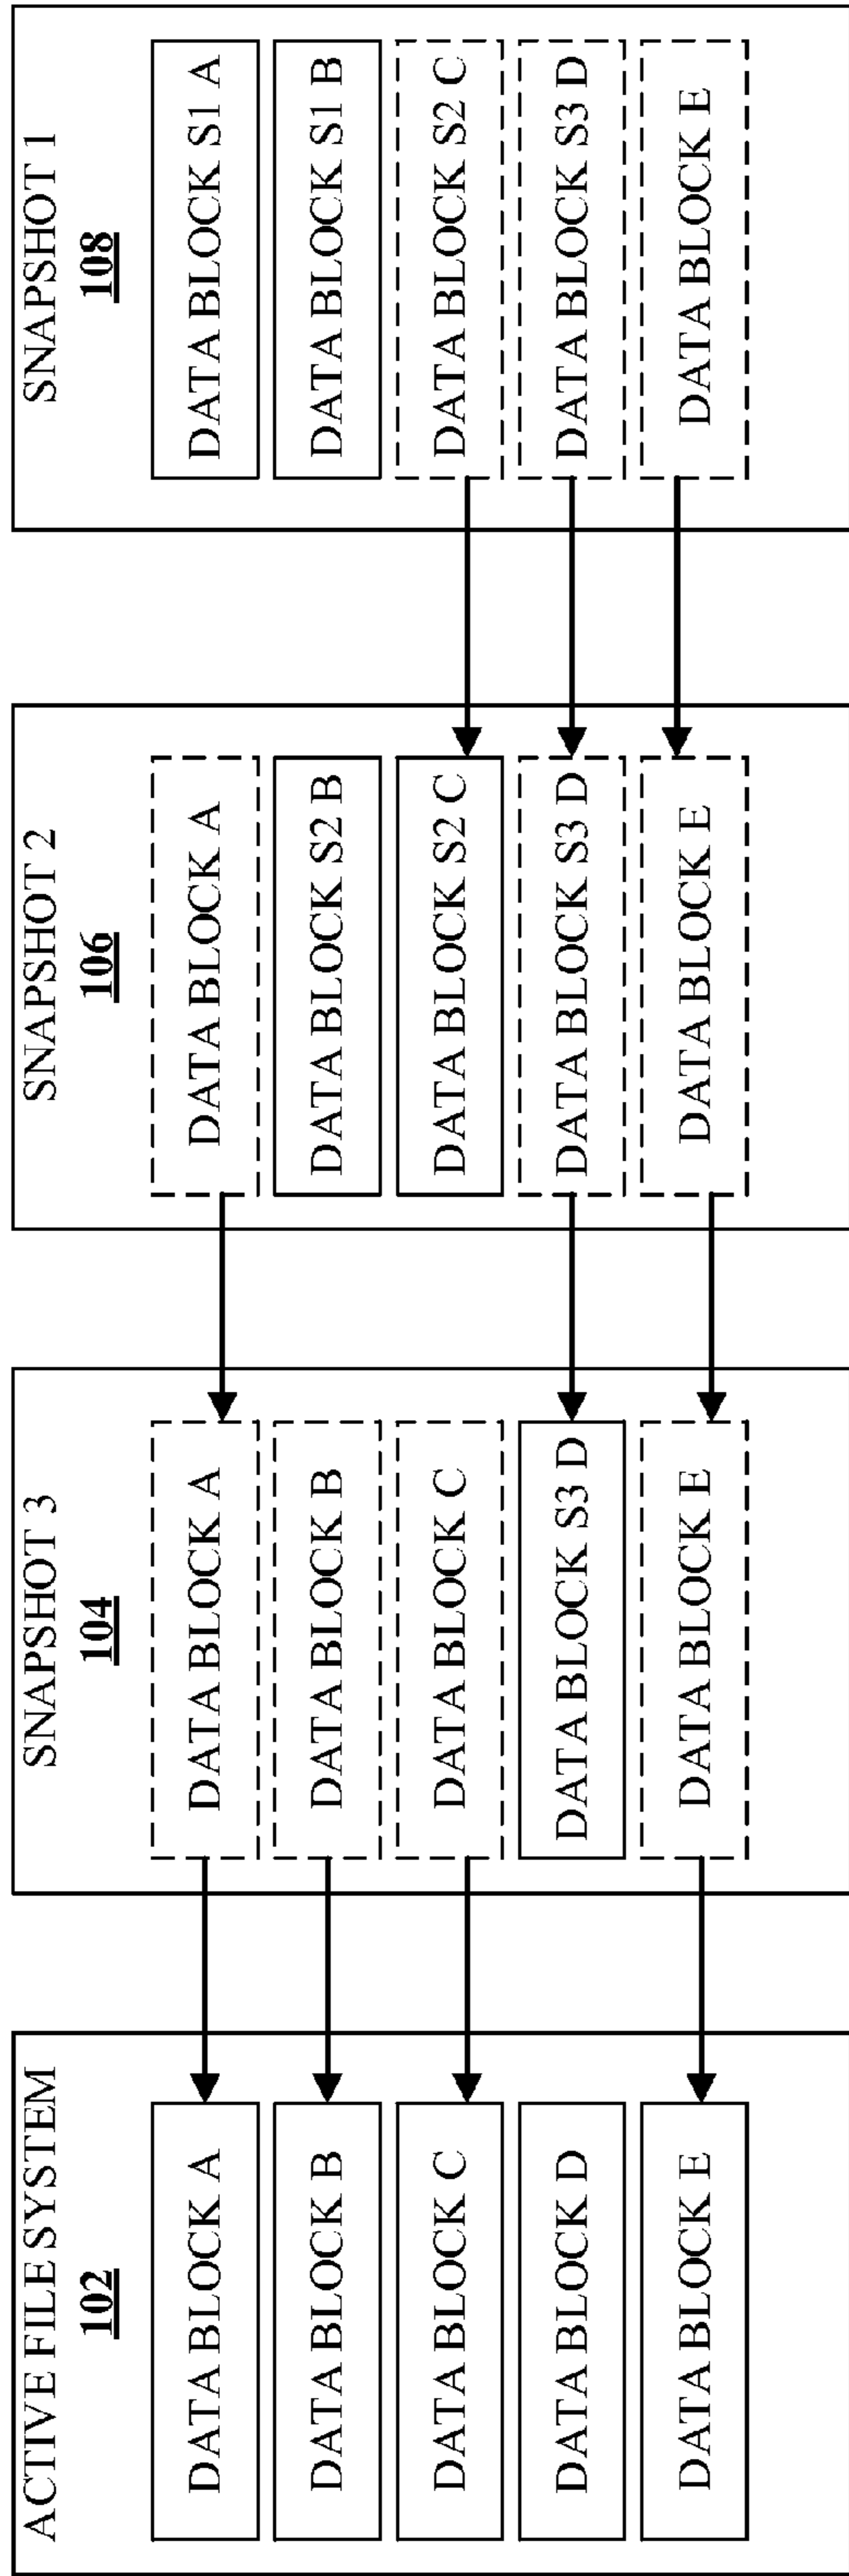 ACTIVE FILE SYSTEM
102
DATA BLOCK A
DATA BLOCK B
DATA BLOCK C
DATA BLOCK D
DATA BLOCK E
SNAPSHOT 3
104
DATA BLOCK A
DATA BLOCK B
DATA BLOCK C
DATA BLOCK S3 D
DATA BLOCK E
SNAPSHOT 2
106
DATA BLOCK A
DATA BLOCK S2 B
DATA BLOCK S2 C
DATA BLOCK S3 D
DATA BLOCK E
SNAPSHOT 1
108
DATA BLOCK S1 A
DATA BLOCK S1 B
DATA BLOCK S2 C
DATA BLOCK S3 D
DATA BLOCK E